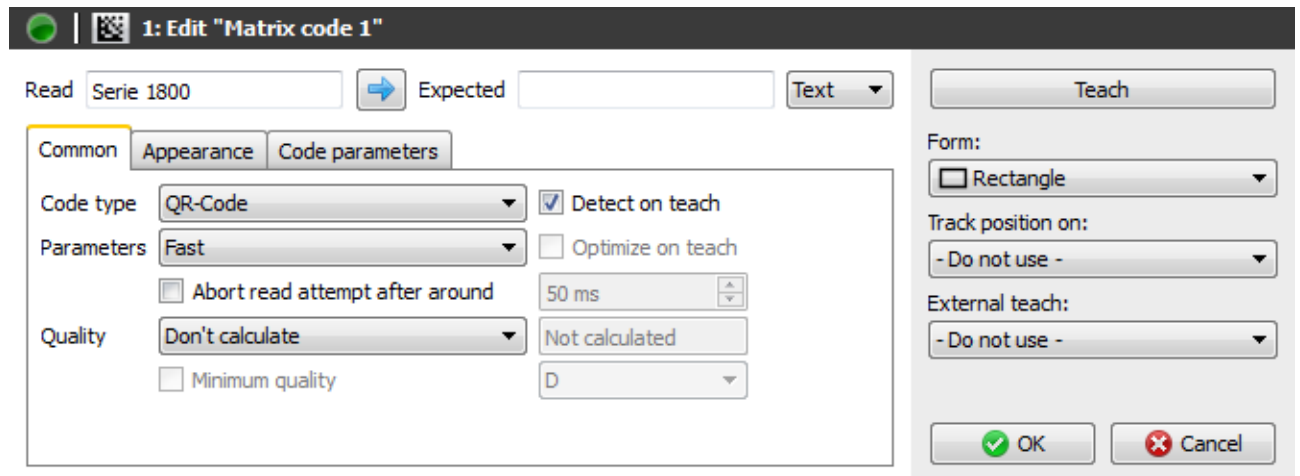 1: Edit "Matrix code 1"
Read Serie 1800 Expected Text
Teach
Common Appearance Code parameters
Form:
Rectangle
Code type QR-Code Detect on teach
Track position on:
Parameters Fast Optimize on teach
- Do not use -
Abort read attempt after around 50 ms
External teach:
Quality Don't calculate Not calculated
- Do not use -
Minimum quality D
OK Cancel